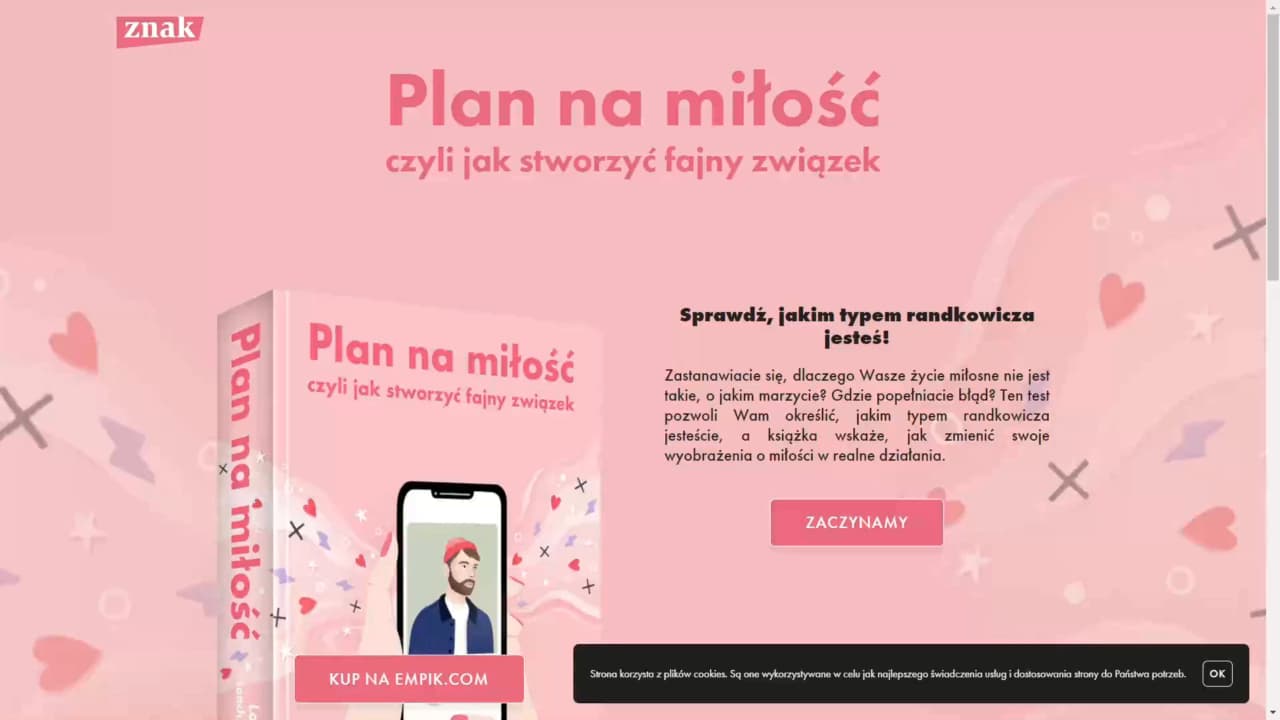 znak
Plan na miłość
czyli jak stworzyć fajny związek
Plan na miłość
czyli jak stworzyć fajny związek
Plan na miłość
Sprawdź, jakim typem randkowicza
jesteś!
Zastanawiacie się, dlaczego Wasze życie miłosne nie jest
takie, o jakim marzycie? Gdzie popełniacie błąd? Ten test
pozwoli Wam określić, jakim typem randkowicza
jesteście, a książka wskaże, jak zmienić swoje
wyobrażenia o miłości w realne działania.
ZACZYNAMY
KUP NA EMPIK.COM
Strona korzysta z plików cookies. Są one wykorzystywane w celu jak najlepszego świadczenia usług i dostosowania strony do Państwa potrzeb.
OK